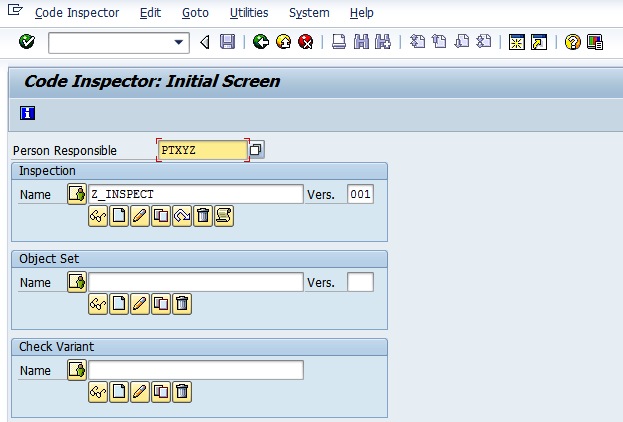 Code Inspector Edit Goto Utilities System Help
Code Inspector: Initial Screen
Person Responsible PTXYZ
Inspection
Name Z_INSPECT Vers. 001
Object Set
Name Vers.
Check Variant
Name